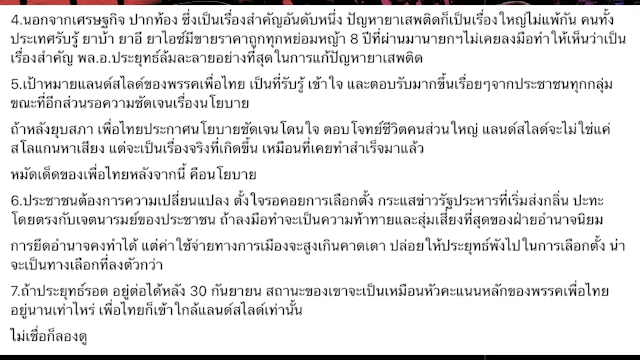 4.นอกจากเศรษฐกิจ ปากท้อง ซึ่งเป็นเรื่องสำคัญอันดับหนึ่ง ปัญหายาเสพติดก็เป็นเรื่องใหญ่ไม่แพ้กัน คนทั้ง
ประเทศรับรู้ ยาบ้า ยาอี ยาไอซ์มีขายราคาถูกทุกหย่อมหญ้า 8 ปีที่ผ่านมานายกฯไม่เคยลงมือทำให้เห็นว่าเป็น
เรื่องสำคัญ พล.อ.ประยุทธ์ล้มละลายอย่างที่สุดในการแก้ปัญหายาเสพติด
5.เป้าหมายแลนด์สไลด์ของพรรคเพื่อไทย เป็นที่รับรู้ เข้าใจ และตอบรับมากขึ้นเรื่อยๆจากประชาชนทุกกลุ่ม
ขณะที่อีกส่วนรอความชัดเจนเรื่องนโยบาย
ถ้าหลังยุบสภา เพื่อไทยประกาศนโยบายชัดเจนโดนใจ ตอบโจทย์ชีวิตคนส่วนใหญ่ แลนด์สไลด์จะไม่ใช่แค่
สโลแกนหาเสียง แต่จะเป็นเรื่องจริงที่เกิดขึ้น เหมือนที่เคยทำสำเร็จมาแล้ว
หมัดเด็ดของเพื่อไทยหลังจากนี้ คือนโยบาย
6.ประชาชนต้องการความเปลี่ยนแปลง ตั้งใจรอคอยการเลือกตั้ง กระแสข่าวรัฐประหารที่เริ่มส่งกลิ่น ปะทะ
โดยตรงกับเจตนารมย์ของประชาชน ถ้าลงมือทำจะเป็นความท้าทายและสุ่มเสี่ยงที่สุดของฝ่ายอำนาจนิยม
การยึดอำนาจคงทำได้ แต่ค่าใช้จ่ายทางการเมืองจะสูงเกินคาดเดา ปล่อยให้ประยุทธ์พังไปในการเลือกตั้ง น่า
จะเป็นทางเลือกที่ลงตัวกว่า
7.ถ้าประยุทธ์รอด อยู่ต่อได้หลัง 30 กันยายน สถานะของเขาจะเป็นเหมือนหัวคะแนนหลักของพรรคเพื่อไทย
อยู่นานเท่าไหร่ เพื่อไทยก็เข้าใกล้แลนด์สไลด์เท่านั้น
ไม่เชื่อก็ลองดู